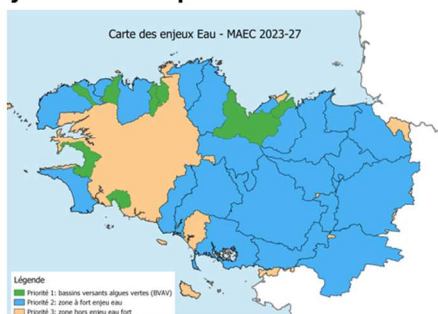 Carte des enjeux Eau - MAEC 2023-27
Légende
Priorité 1: bassins versants algues vertes (BVAV)
Priorité 2: zone à fort enjeu eau
Priorité 3: zone hors enjeu eau fort